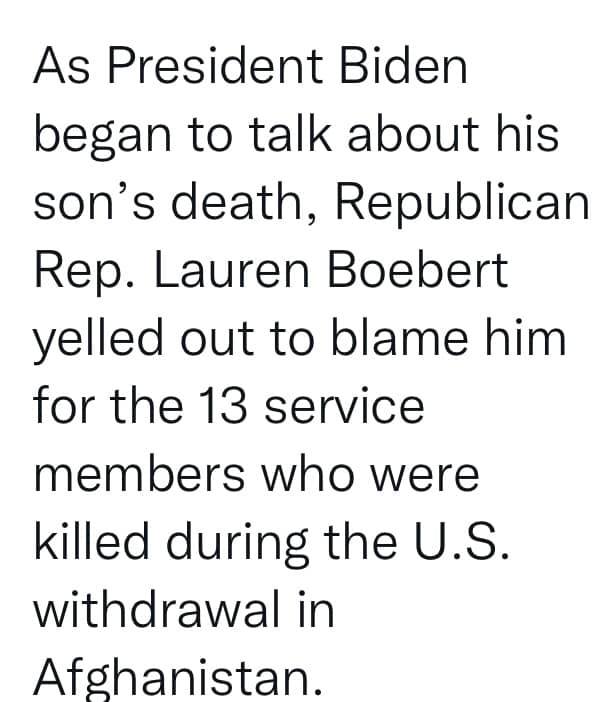 As President Biden
began to talk about his
son’s death, Republican
Rep. Lauren Boebert
yelled out to blame him
for the 13 service
members who were
killed during the U.S.
withdrawal in
Afghanistan.